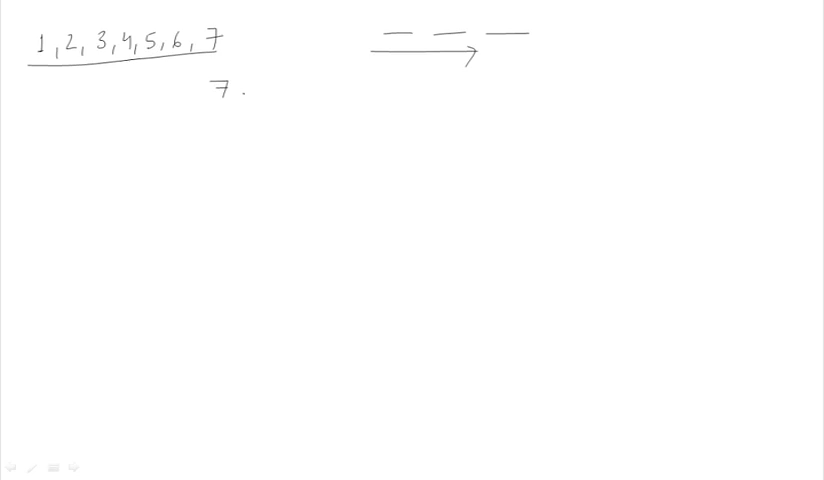 1, 2, 3, 4, 5, 6, 7
7.